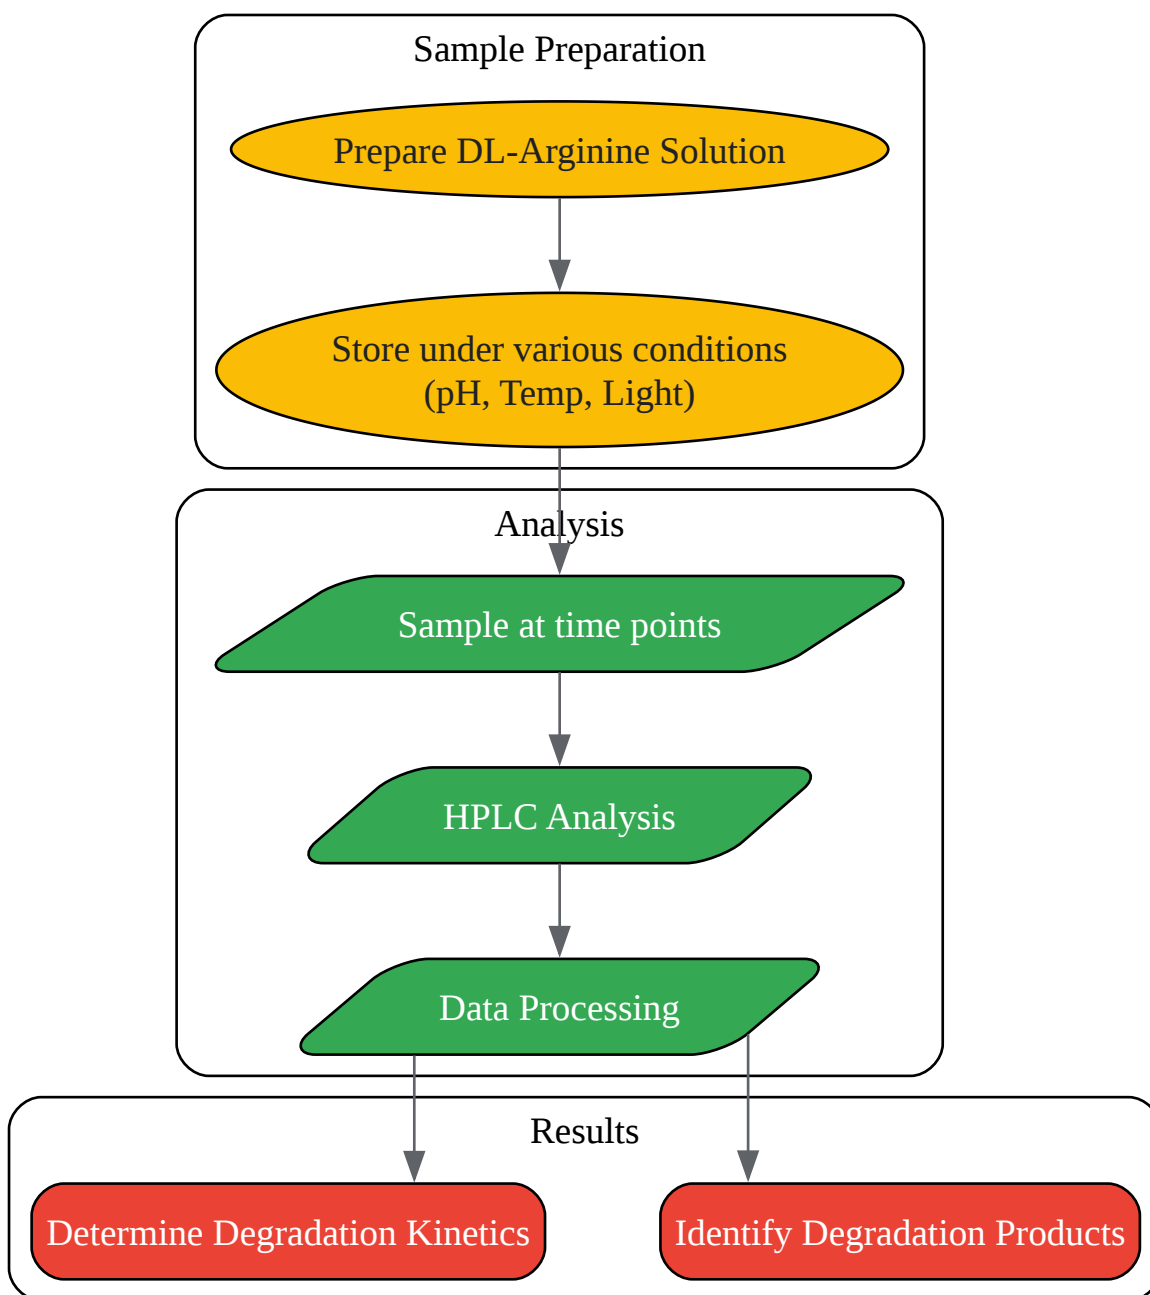 Sample Preparation
Prepare DL-Arginine Solution
Store under various conditions
(pH, Temp, Light)
Analysis
Sample at time points
HPLC Analysis
Data Processing
Results
Determine Degradation Kinetics
Identify Degradation Products